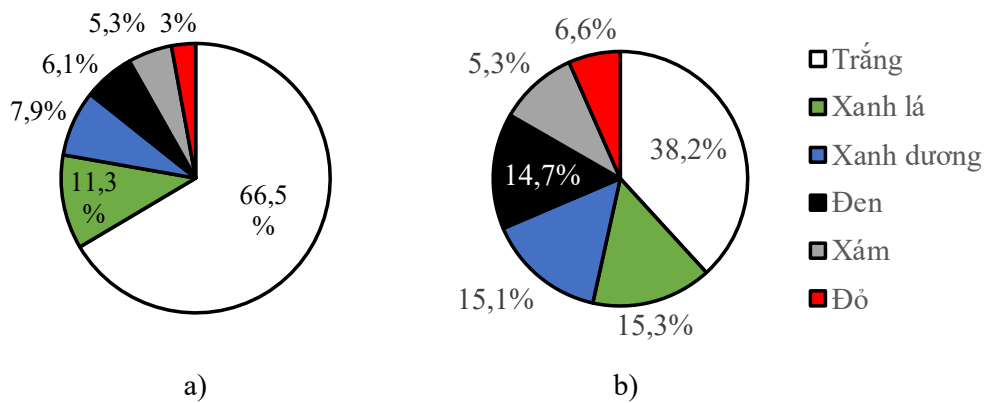 5,3%
3%
6,1%
7,9%
11,3
%
66,5
%
a)
6,6%
5,3%
14,7%
38,2%
15,1%
15,3%
b)
Trắng
Xanh lá
Xanh dương
Đen
Xám
Đỏ